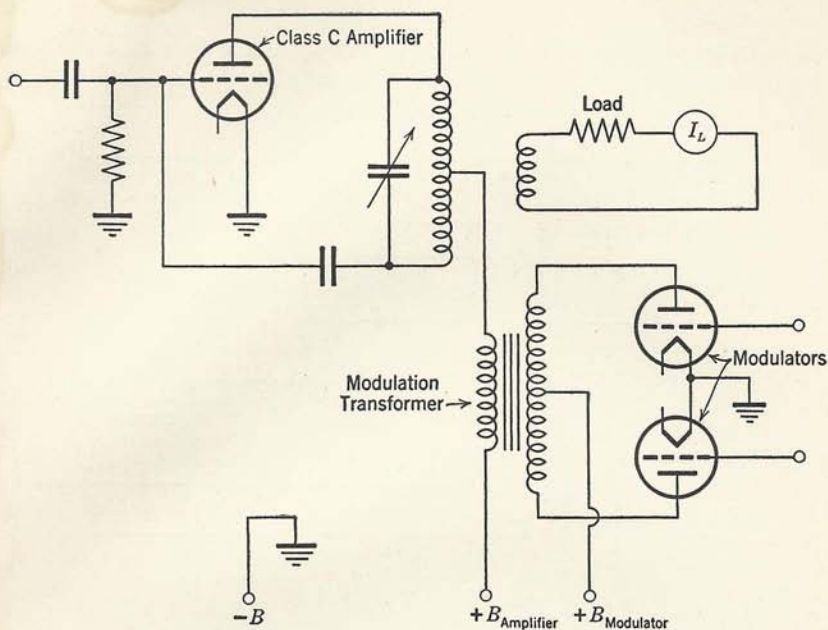 Class C Amplifier
Load
I_L
Modulation
Transformer
Modulators
−B
+B_Amplifier
+B_Modulator